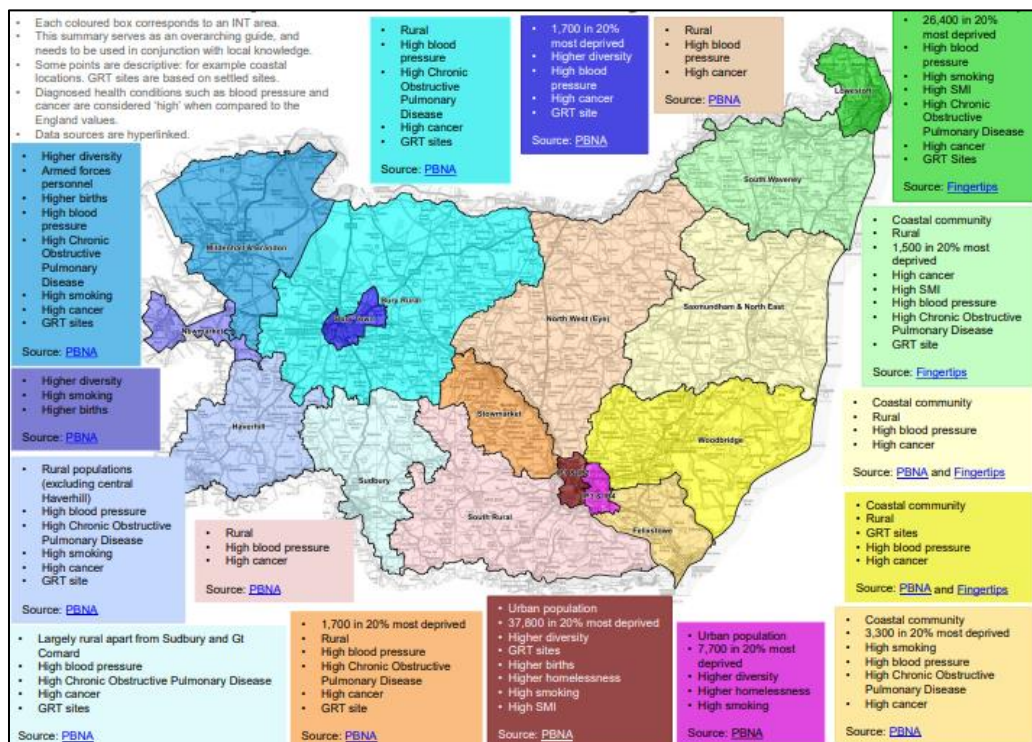 • Each coloured box corresponds to an INT area.
• This summary serves as an overarching guide, and
needs to be used in conjunction with local knowledge.
• Some points are descriptive: for example coastal
locations. GRT sites are based on settled sites.
• Diagnosed health conditions such as blood pressure and
cancer are considered 'high' when compared to the
England values.
• Data sources are hyperlinked.
• Rural
• High blood
pressure
• High Chronic
Obstructive
Pulmonary
Disease
• High cancer
• GRT sites
Source: PBNA
• 1,700 in 20%
most deprived
• Higher diversity
• High blood
pressure
• High cancer
• GRT site
Source: PBNA
• Rural
• High blood
pressure
• High cancer
Source: PBNA
• 26,400 in 20%
most deprived
• High blood
pressure
• High smoking
• High SMI
• High Chronic
Obstructive
Pulmonary Disease
• High cancer
• GRT Sites
Source: Fingertips
• Higher diversity
• Armed forces
personnel
• Higher births
• High blood
pressure
• High Chronic
Obstructive
Pulmonary
Disease
• High smoking
• High cancer
• GRT sites
Source: PBNA
Lowestoft
South Waveney
Mildenhall & Brandon
Bury Rural
Bury Town
Newmarket
North West (Eye)
Saxmundham & North East
Stowmarket
Haverhill
Woodbridge
Sudbury
South Rural
Felixstowe
• Coastal community
• Rural
• 1,500 in 20% most
deprived
• High cancer
• High SMI
• High blood pressure
• High Chronic Obstructive
Pulmonary Disease
• GRT site
Source: Fingertips
• Higher diversity
• High smoking
• Higher births
Source: PBNA
• Coastal community
• Rural
• High blood pressure
• High cancer
Source: PBNA and Fingertips
• Rural populations
(excluding central
Haverhill)
• High blood pressure
• High Chronic Obstructive
Pulmonary Disease
• High smoking
• High cancer
• GRT site
Source: PBNA
• Rural
• High blood pressure
• High cancer
Source: PBNA
• Coastal community
• Rural
• GRT sites
• High blood pressure
• High cancer
Source: PBNA and Fingertips
• Largely rural apart from Sudbury and Gt
Cornard
• High blood pressure
• High Chronic Obstructive Pulmonary Disease
• High cancer
• GRT sites
Source: PBNA
• 1,700 in 20% most deprived
• Rural
• High blood pressure
• High Chronic Obstructive
Pulmonary Disease
• High cancer
• GRT site
Source: PBNA
• Urban population
• 37,800 in 20% most deprived
• Higher diversity
• GRT sites
• Higher births
• Higher homelessness
• High smoking
• High SMI
Source: PBNA
• Urban population
• 7,700 in 20% most
deprived
• Higher diversity
• Higher homelessness
• High smoking
Source: PBNA
• Coastal community
• 3,300 in 20% most deprived
• High smoking
• High blood pressure
• High Chronic Obstructive
Pulmonary Disease
• High cancer
Source: PBNA